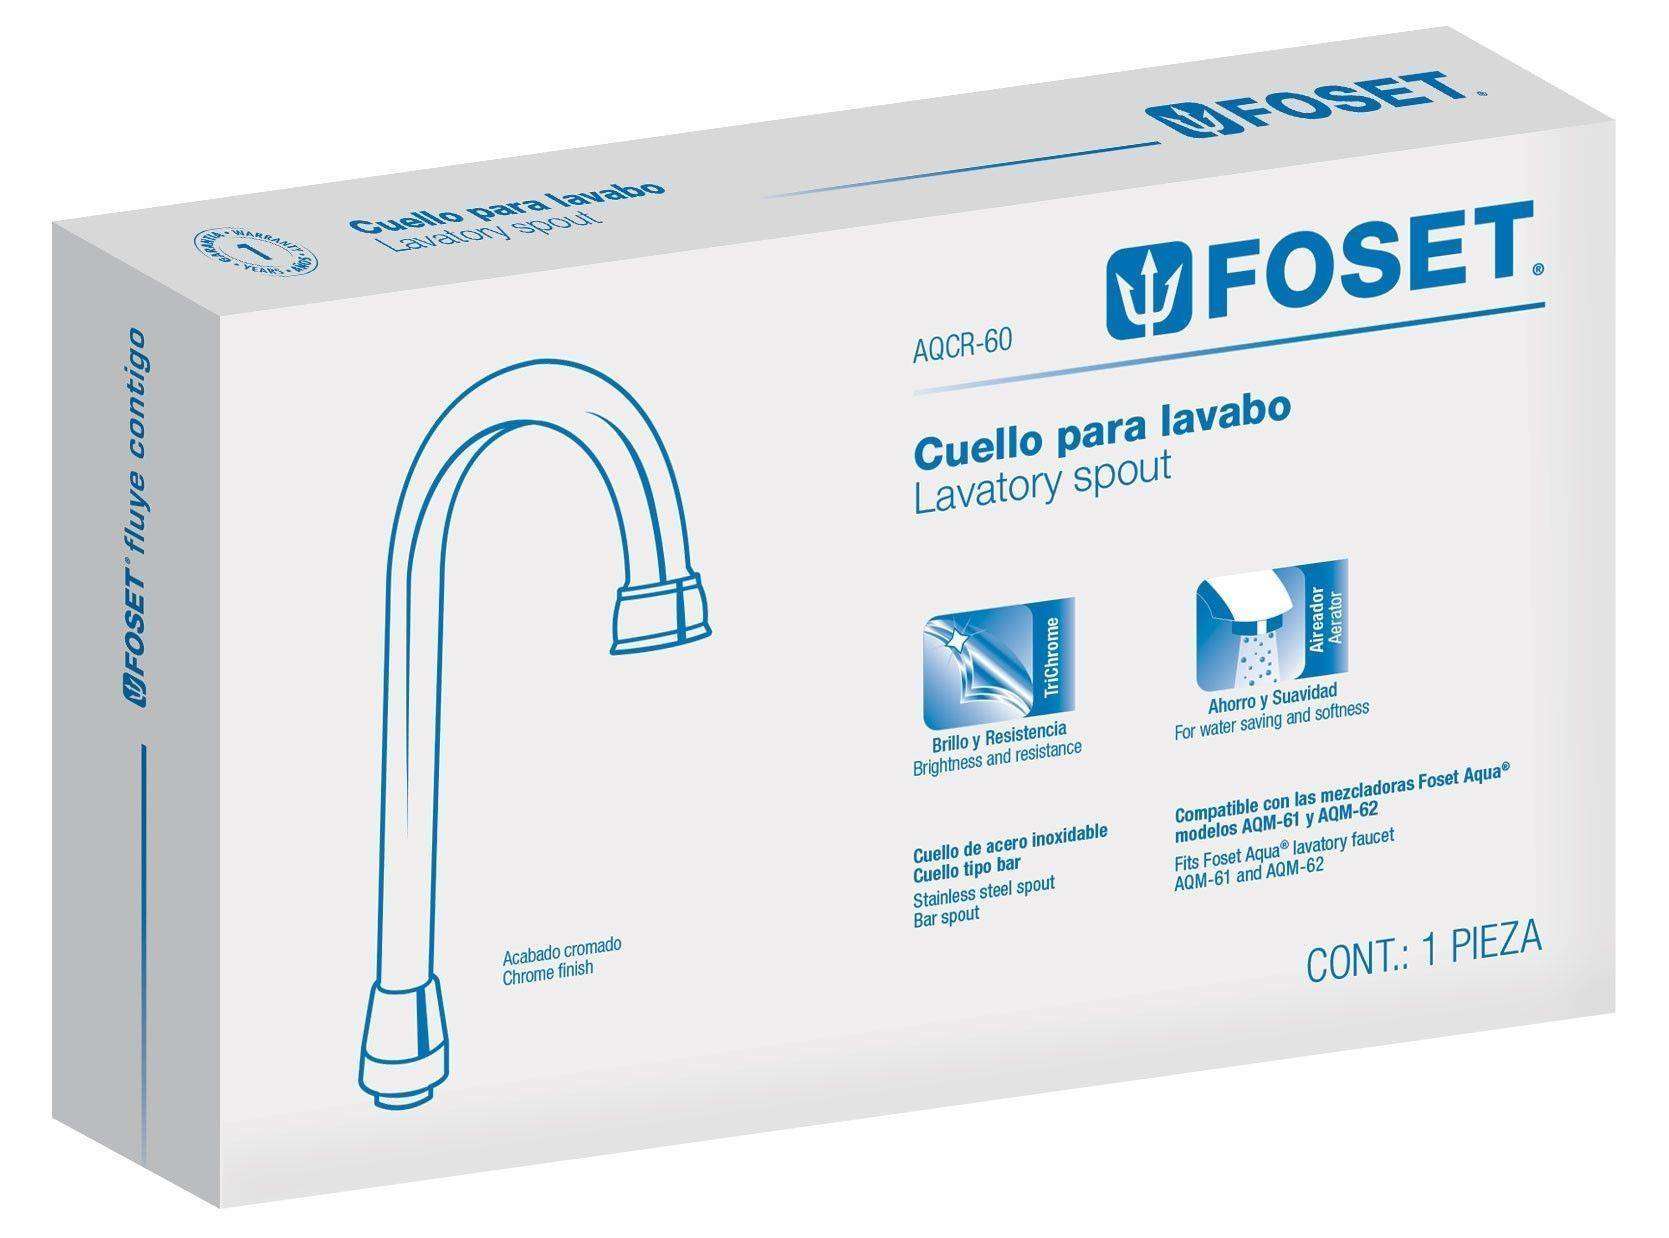 FOSET®
Cuello para lavabo
Lavatory spout
GARANTÍA • WARRANTY
1
YEARS • AÑOS
FOSET® fluye contigo
FOSET®
AQCR-60
Cuello para lavabo
Lavatory spout
TriChrome
Brillo y Resistencia
Brightness and resistance
Aireador
Aerator
Ahorro y Suavidad
For water saving and softness
Cuello de acero inoxidable
Cuello tipo bar
Stainless steel spout
Bar spout
Compatible con las mezcladoras Foset Aqua®
modelos AQM-61 y AQM-62
Fits Foset Aqua® lavatory faucet
AQM-61 and AQM-62
Acabado cromado
Chrome finish
CONT.: 1 PIEZA